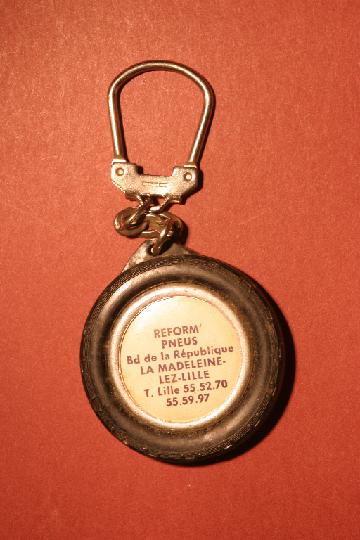 REFORM'
PNEUS
Bd de la République
LA MADELEINE-
LEZ-LILLE
T. Lille 55.52.70
55.59.97